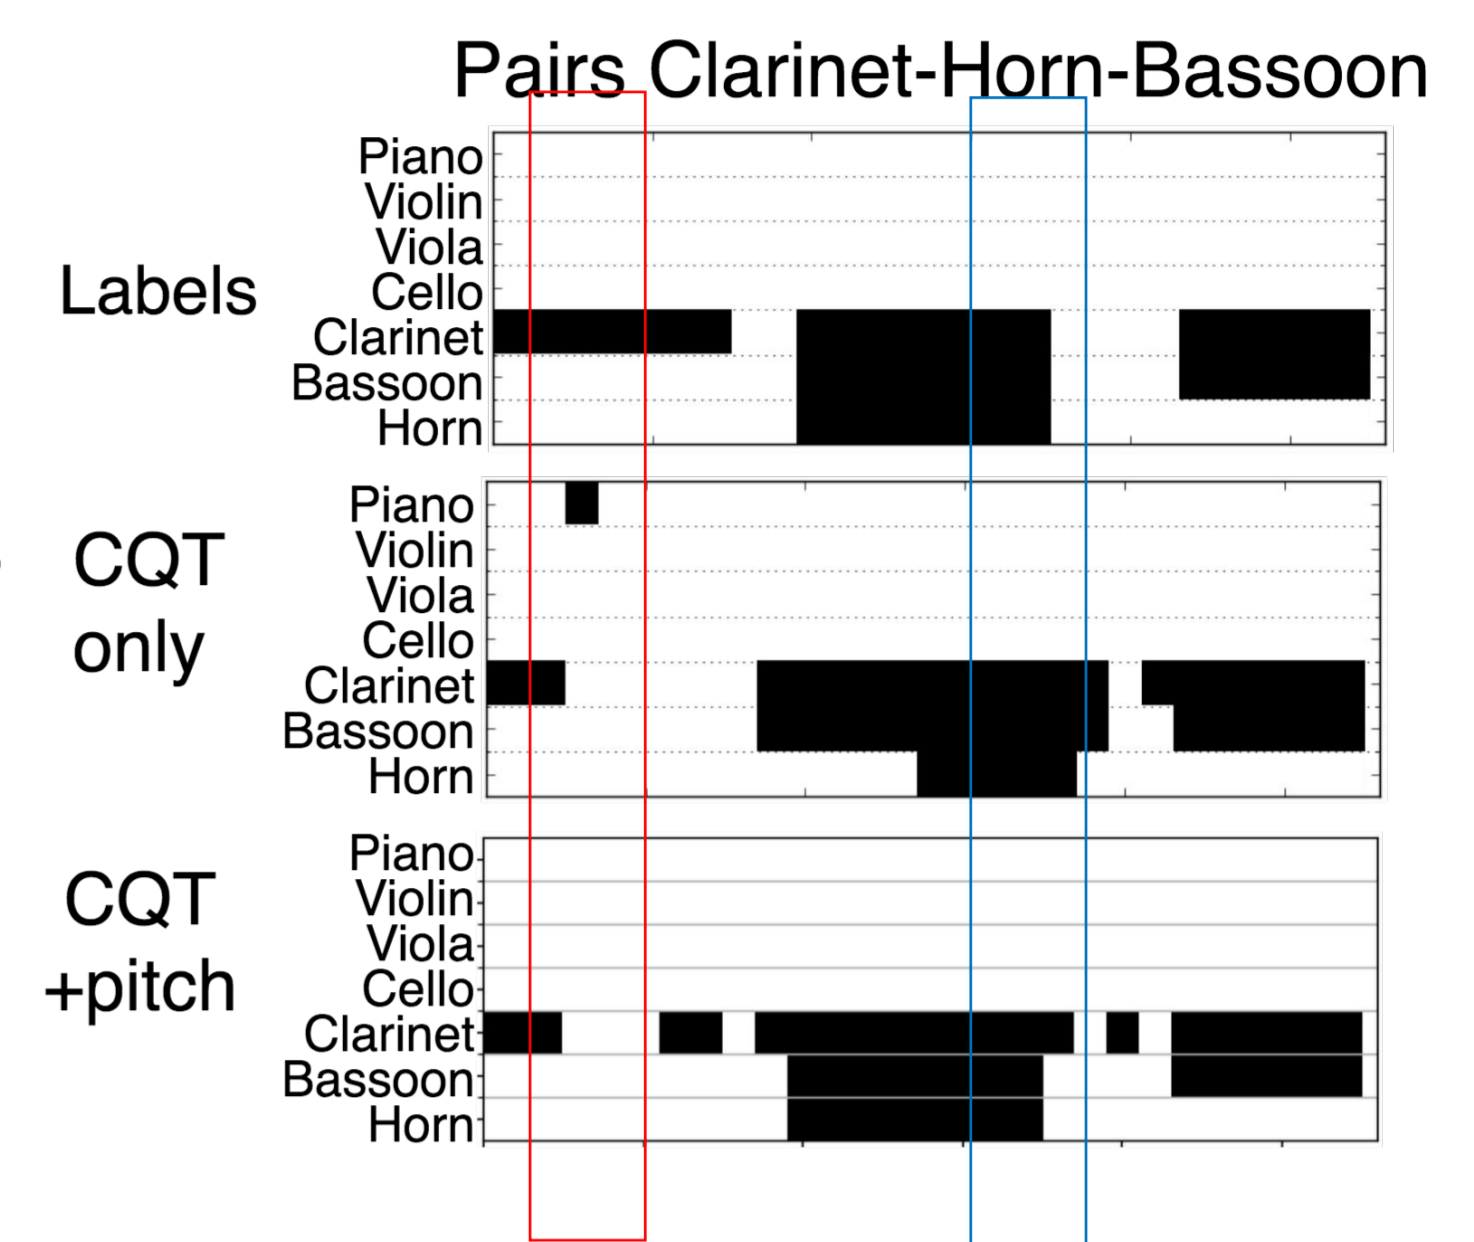 Pairs Clarinet-Horn-Bassoon
Labels
Piano
Violin
Viola
Cello
Clarinet
Bassoon
Horn
CQT
only
Piano
Violin
Viola
Cello
Clarinet
Bassoon
Horn
CQT
+pitch
Piano
Violin
Viola
Cello
Clarinet
Bassoon
Horn